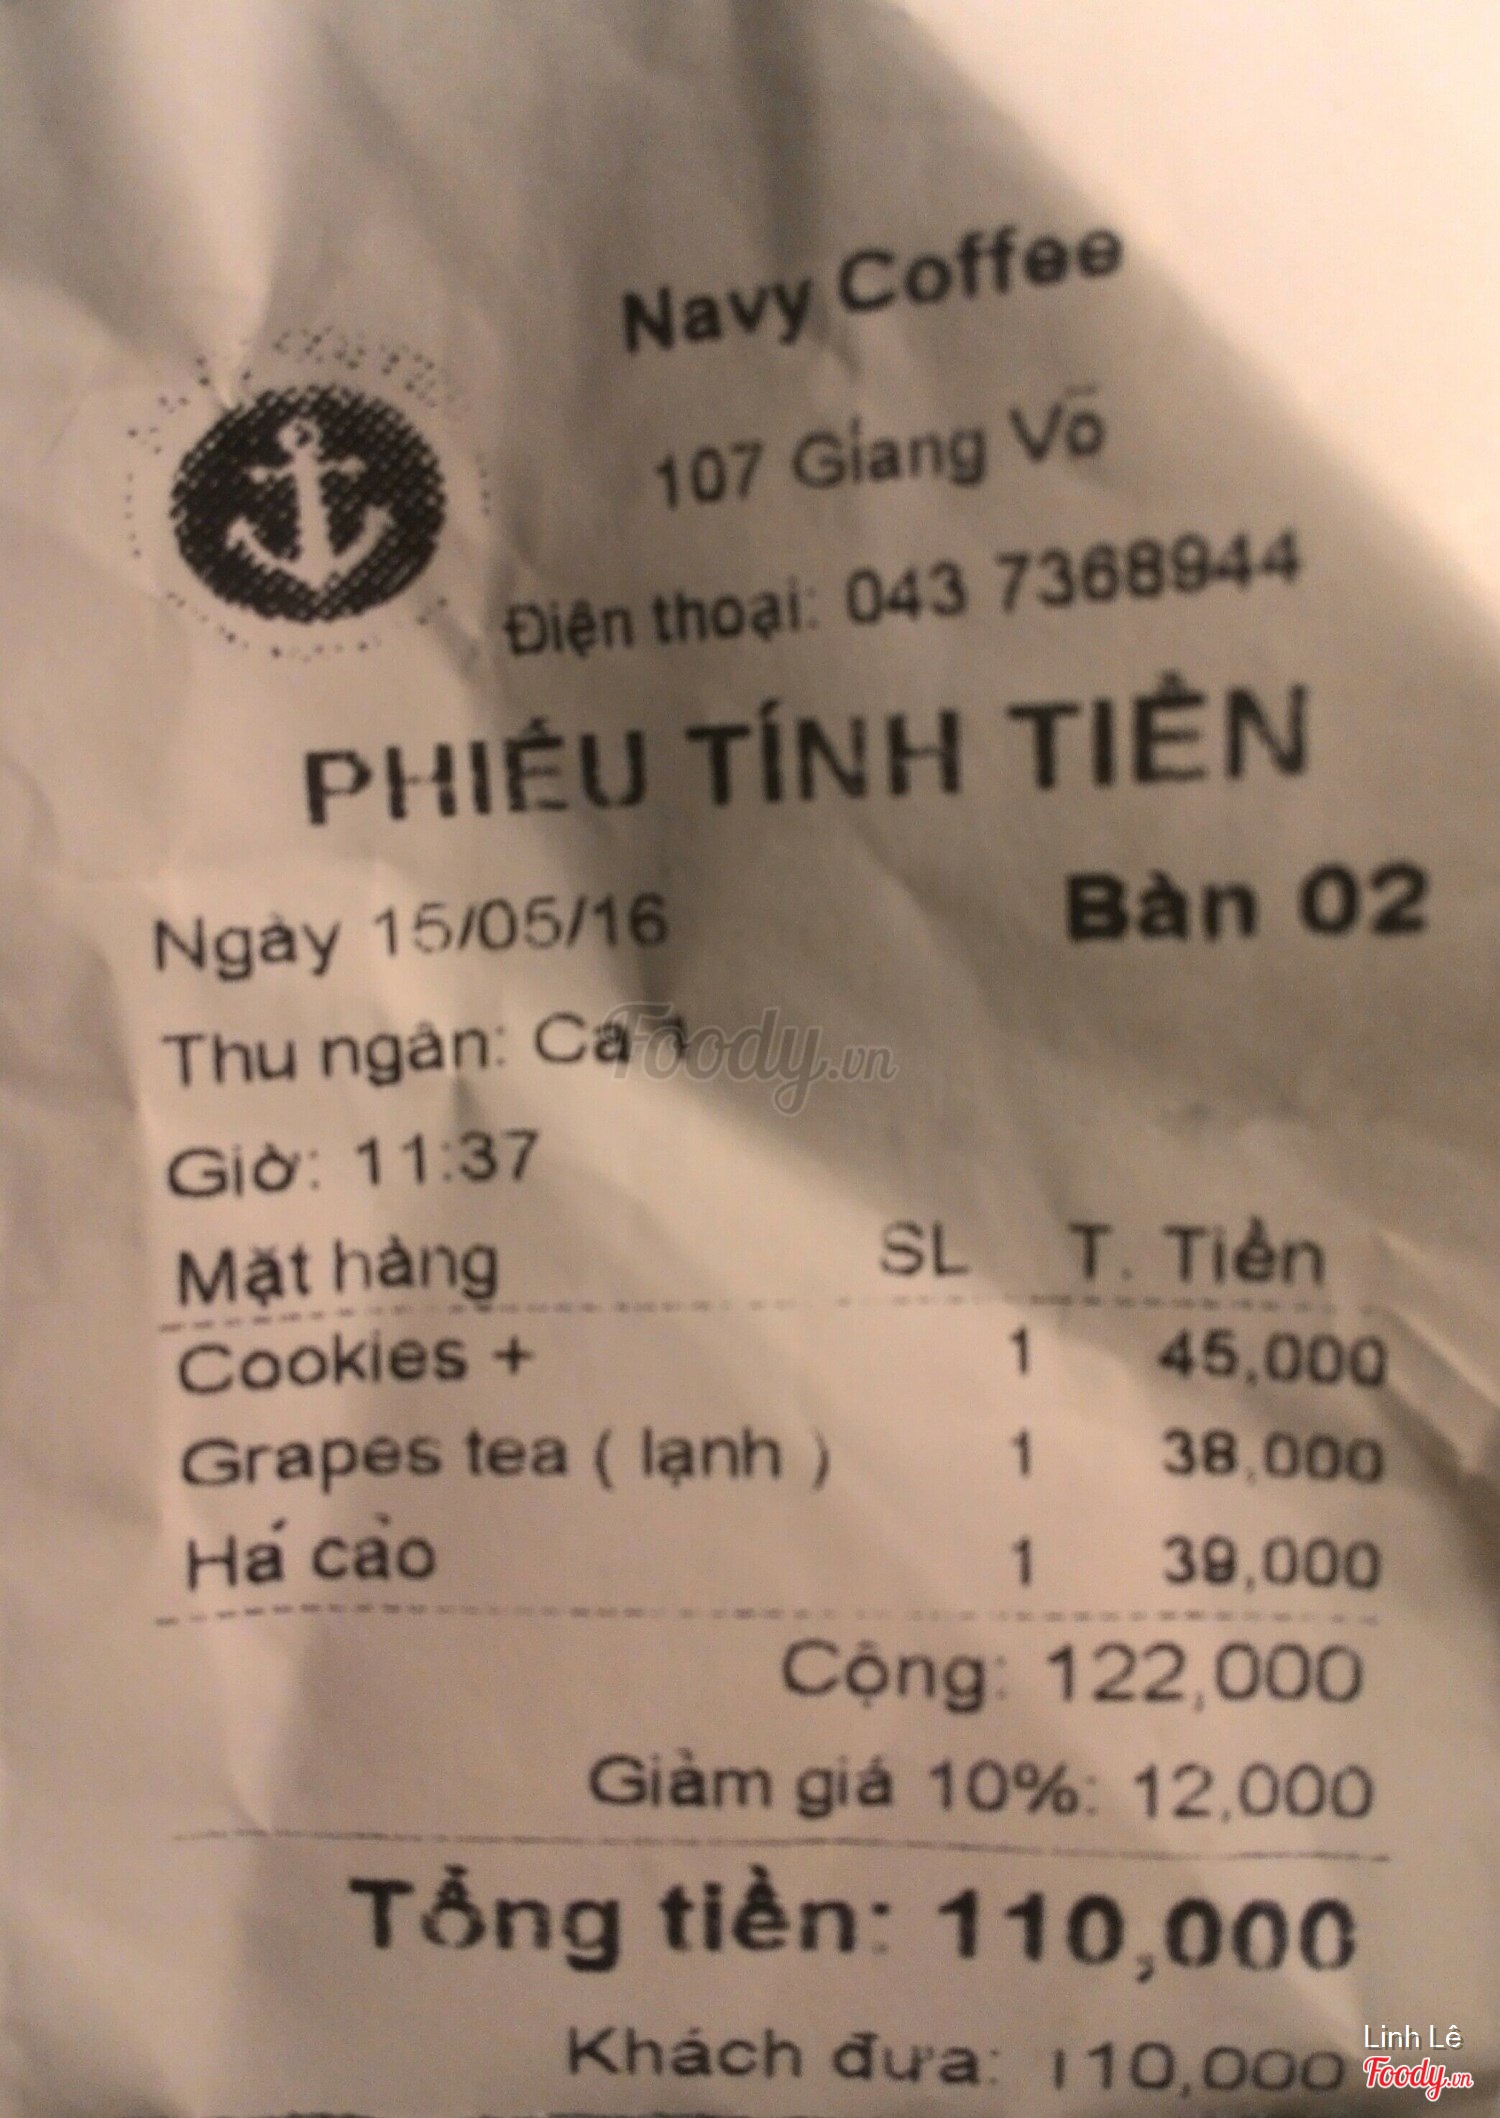 Navy Coffee
107 Giang Võ
Điện thoại: 043 7368944
PHIẾU TÍNH TIỀN
Bàn 02
Ngày 15/05/16
Thu ngân: Ca 1
Foody.vn
Giờ: 11:37
Mặt hàng SL T. Tiền
Cookies + 1 45,000
Grapes tea ( lạnh ) 1 38,000
Há cảo 1 39,000
Cộng: 122,000
Giảm giá 10%: 12,000
Tổng tiền: 110,000
Khách đưa: 110,000
Linh Lê
Foody.vn